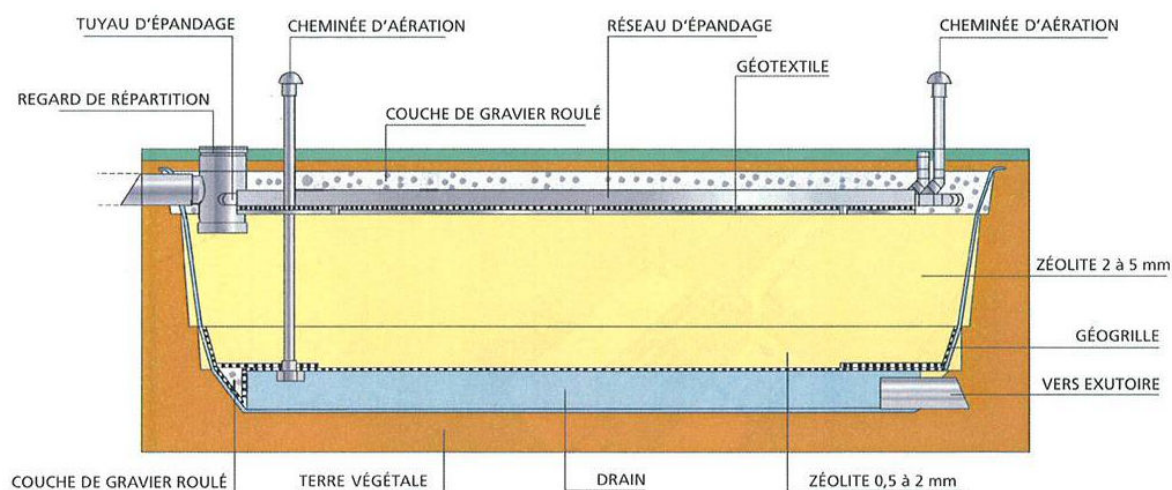 TUYAU D'ÉPANDAGE
CHEMINÉE D'AÉRATION
RÉSEAU D'ÉPANDAGE
CHEMINÉE D'AÉRATION
GÉOTEXTILE
REGARD DE RÉPARTITION
COUCHE DE GRAVIER ROULÉ
ZÉOLITE 2 à 5 mm
GÉOGRILLE
VERS EXUTOIRE
COUCHE DE GRAVIER ROULÉ
TERRE VÉGÉTALE
DRAIN
ZÉOLITE 0,5 à 2 mm